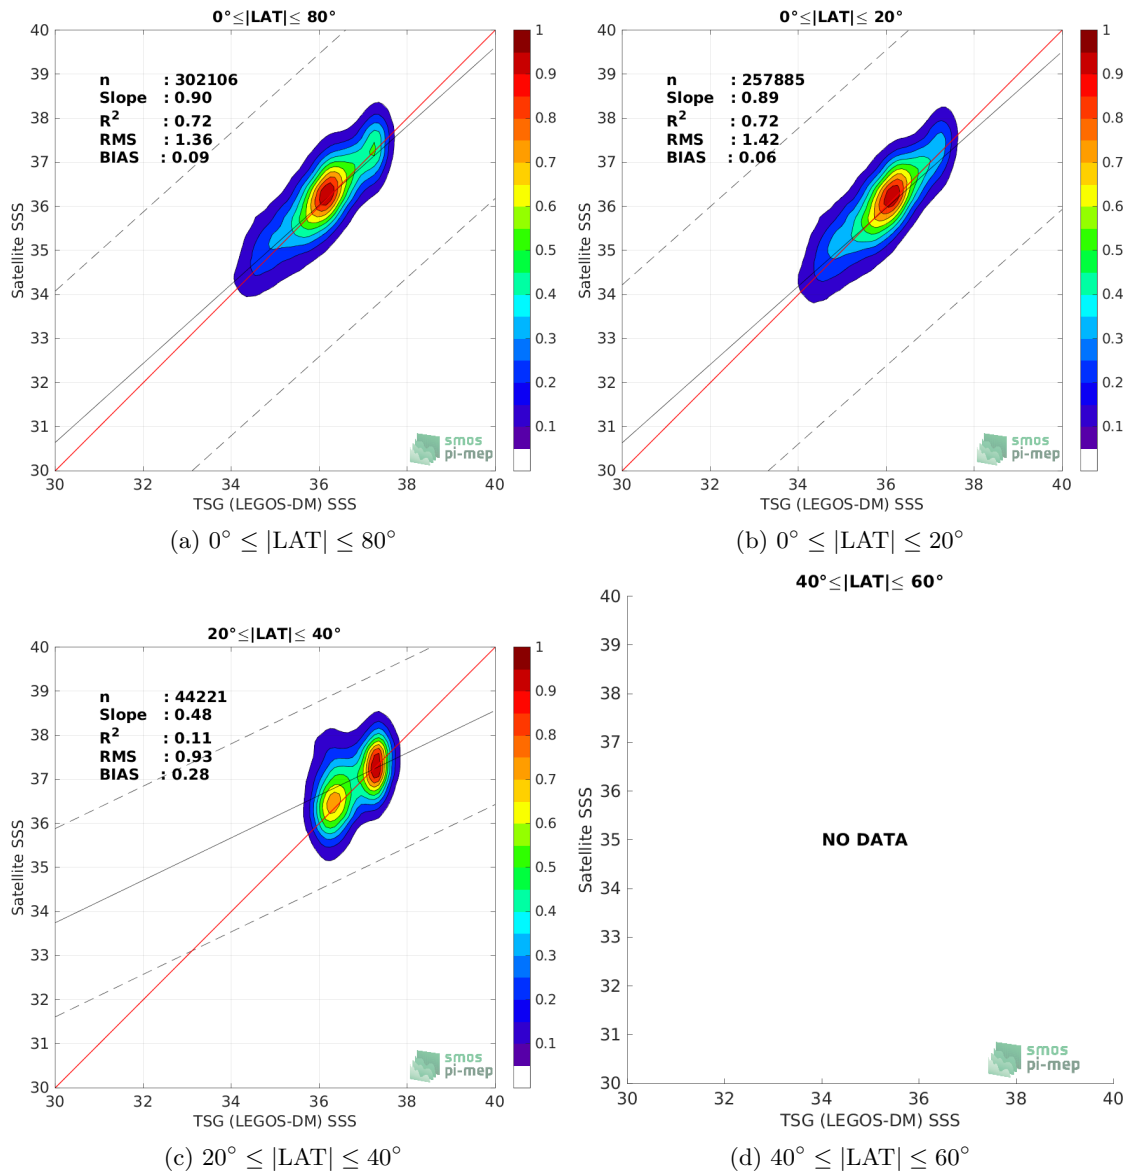 0°≤|LAT|≤ 80°
40
39
38
37
36
35
34
33
32
31
30
Satellite SSS
n : 302106
Slope : 0.90
R² : 0.72
RMS : 1.36
BIAS : 0.09
smos
pi-mep
30 32 34 36 38 40
TSG (LEGOS-DM) SSS
1
0.9
0.8
0.7
0.6
0.5
0.4
0.3
0.2
0.1
(a) 0° ≤ |LAT| ≤ 80°
0°≤|LAT|≤ 20°
40
39
38
37
36
35
34
33
32
31
30
Satellite SSS
n : 257885
Slope : 0.89
R² : 0.72
RMS : 1.42
BIAS : 0.06
smos
pi-mep
30 32 34 36 38 40
TSG (LEGOS-DM) SSS
1
0.9
0.8
0.7
0.6
0.5
0.4
0.3
0.2
0.1
(b) 0° ≤ |LAT| ≤ 20°
20°≤|LAT|≤ 40°
40
39
38
37
36
35
34
33
32
31
30
Satellite SSS
n : 44221
Slope : 0.48
R² : 0.11
RMS : 0.93
BIAS : 0.28
smos
pi-mep
30 32 34 36 38 40
TSG (LEGOS-DM) SSS
1
0.9
0.8
0.7
0.6
0.5
0.4
0.3
0.2
0.1
(c) 20° ≤ |LAT| ≤ 40°
40°≤|LAT|≤ 60°
40
39
38
37
36
35
34
33
32
31
30
Satellite SSS
NO DATA
smos
pi-mep
30 32 34 36 38 40
TSG (LEGOS-DM) SSS
(d) 40° ≤ |LAT| ≤ 60°